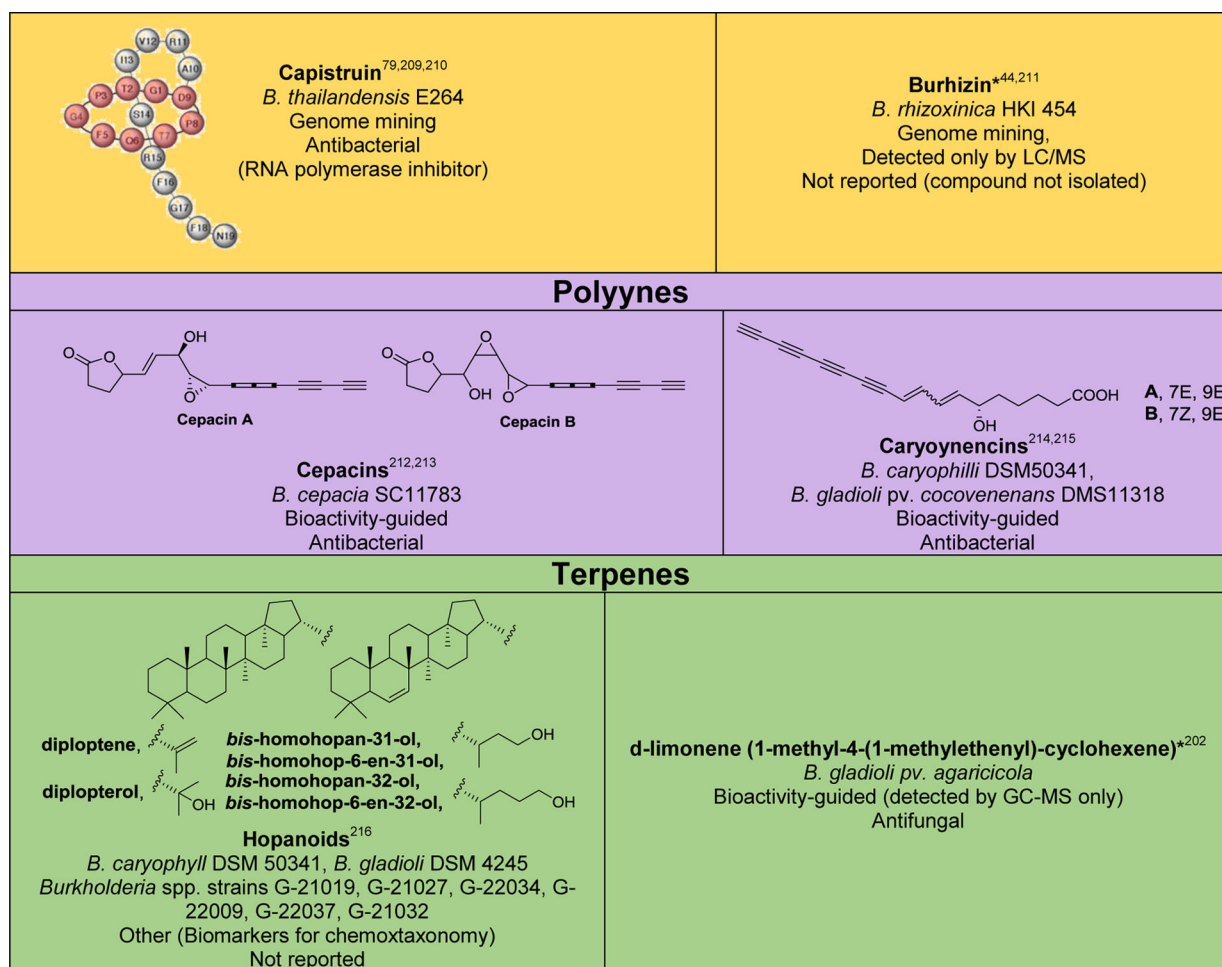 V12 R11
I13 A10
P3 T2 G1 D9
G4 S14 P8
F5 Q6 T7
R15
F16
G17
F18 N19
Capistruin79,209,210
B. thailandensis E264
Genome mining
Antibacterial
(RNA polymerase inhibitor)
Burhizin*44,211
B. rhizoxinica HKI 454
Genome mining,
Detected only by LC/MS
Not reported (compound not isolated)
Polyynes
O O OH O
Cepacin A
O O OH O O
Cepacin B
Cepacins212,213
B. cepacia SC11783
Bioactivity-guided
Antibacterial
COOH
OH
A, 7E, 9E
B, 7Z, 9E
Caryoynencins214,215
B. caryophilli DSM50341,
B. gladioli pv. cocovenenans DMS11318
Bioactivity-guided
Antibacterial
Terpenes
diploptene,
diplopterol,
OH
bis-homohopan-31-ol,
bis-homohop-6-en-31-ol,
bis-homohopan-32-ol,
bis-homohop-6-en-32-ol,
OH
OH
Hopanoids216
B. caryophyll DSM 50341, B. gladioli DSM 4245
Burkholderia spp. strains G-21019, G-21027, G-22034, G-
22009, G-22037, G-21032
Other (Biomarkers for chemoxtaxonomy)
Not reported
d-limonene (1-methyl-4-(1-methylethenyl)-cyclohexene)*202
B. gladioli pv. agaricicola
Bioactivity-guided (detected by GC-MS only)
Antifungal